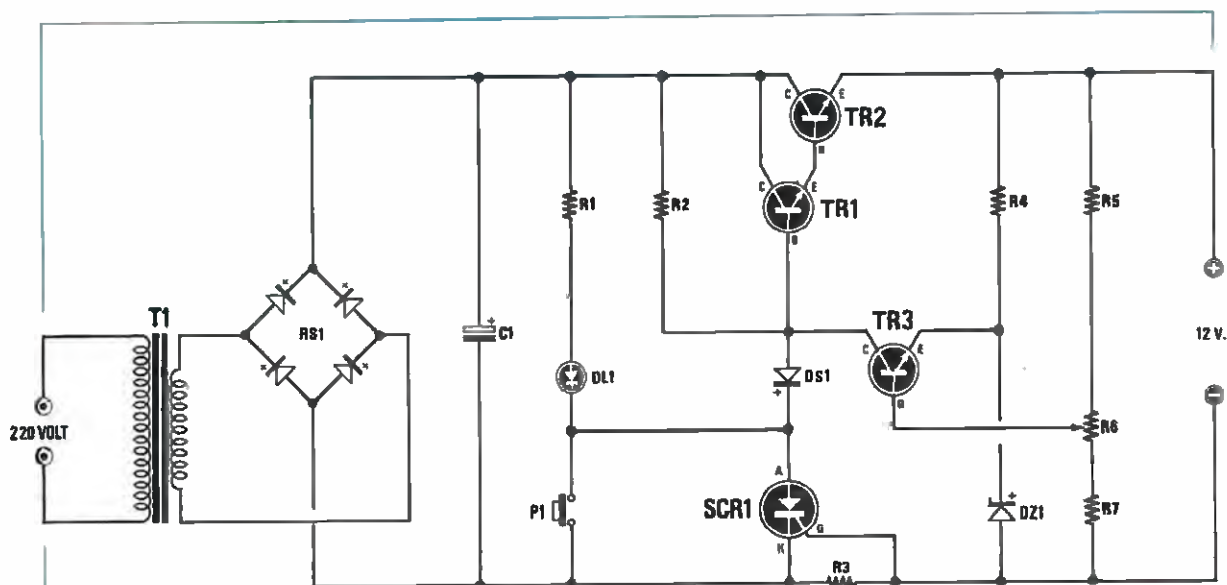 C
E
TR2
B
C
E
TR1
B
R1
R2
R4
R5
T1
RS1
+
C1
TR3
C
E
B
12 V.
+
-
DL1
DS1
+
220 VOLT
R6
P1
A
SCR1
G
K
R3
+
DZ1
R7